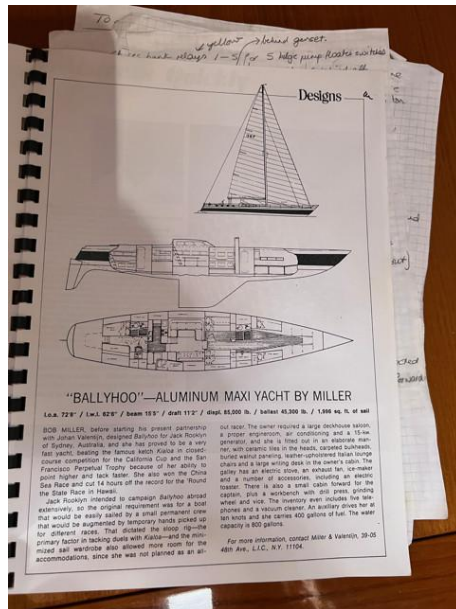 To
yellow → behind genset.
relays 1-5 for 5 bilge pump float switches
Designs
"BALLYHOO"—ALUMINUM MAXI YACHT BY MILLER
l.o.a. 72'8" / l.w.l. 62'6" / beam 15'5" / draft 11'2" / displ. 85,000 lbs. / ballast 45,300 lbs. / 1,996 sq. ft. of sail
BOB MILLER, before starting his present partnership
with Johan Valentijn, designed Ballyhoo for Jack Rooklyn
of Sydney, Australia, and she has proved to be a very
fast yacht, beating the famous ketch Kialoa in closed-
course competition for the California Cup and the San
Francisco Perpetual Trophy because of her ability to
point higher and tack faster. She also won the China
Sea Race and cut 14 hours off the record for the 'Round
the State Race in Hawaii.
Jack Rooklyn intended to campaign Ballyhoo abroad
extensively, so the original requirement was for a boat
that would be easily sailed by a small permanent crew
that would be augmented by temporary hands picked up
for different races. That dictated the sloop rig—the
primary factor in tacking duels with Kialoa—and the mini-
mized sail wardrobe also allowed more room for the
accommodations, since she was not planned as an all-
out racer. The owner required a large deckhouse saloon,
a proper engineroom, air conditioning and a 15-kw.
generator, and she is fitted out in an elaborate man-
ner, with ceramic tiles in the heads, carpeted bulkheads,
burled walnut paneling, leather-upholstered Italian lounge
chairs and a large writing desk in the owner's cabin. The
galley has an electric stove, an exhaust fan, ice-maker
and a number of accessories, including an electric
toaster. There is also a small cabin forward for the
captain, plus a workbench with drill press, grinding
wheel and vice. The inventory even includes five tele-
phones and a vacuum cleaner. An auxiliary drives her at
ten knots and she carries 400 gallons of fuel. The water
capacity is 800 gallons.
For more information, contact Miller & Valentijn, 39-05
48th Ave., L.I.C., N.Y. 11104.